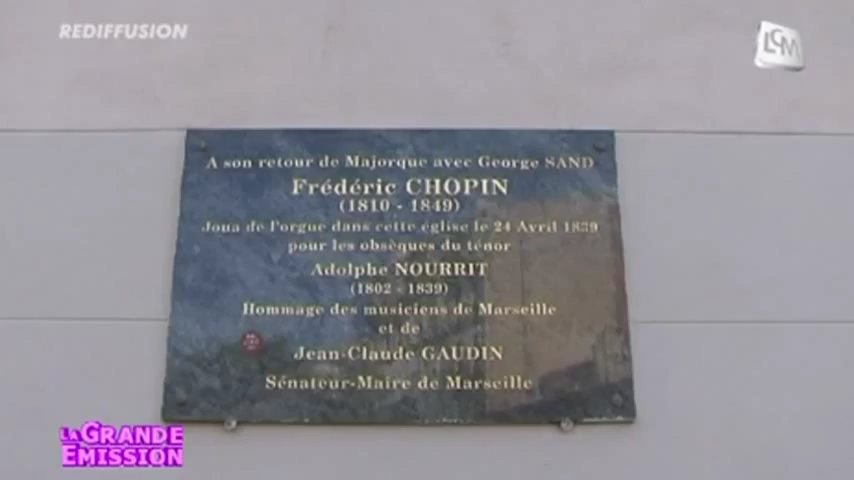 REDIFFUSION
LCM
A son retour de Majorque avec George SAND
Frédéric CHOPIN
(1810 - 1849)
Joua de l'orgue dans cette église le 24 Avril 1839
pour les obsèques du ténor
Adolphe NOURRIT
(1802 - 1839)
Hommage des musiciens de Marseille
et de
Jean-Claude GAUDIN
Sénateur-Maire de Marseille
LA GRANDE
EMISSION